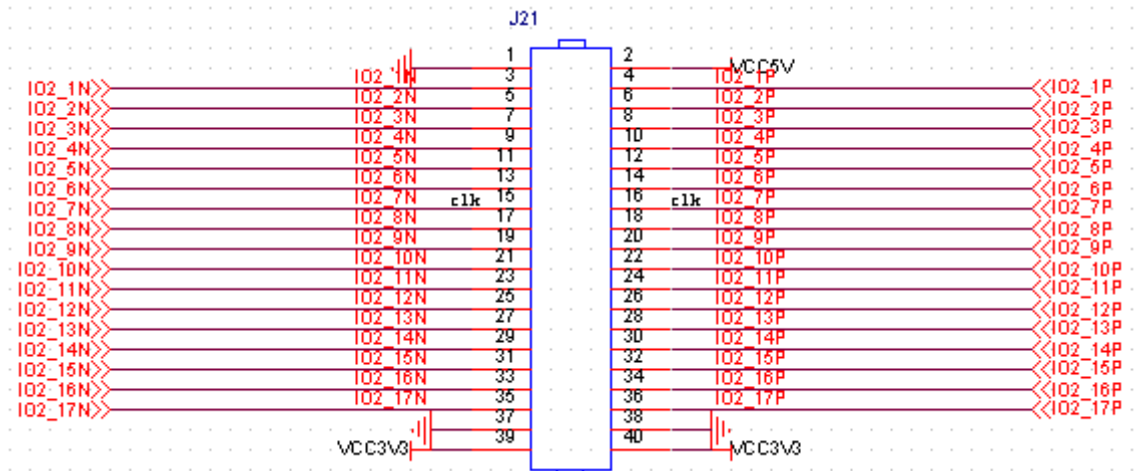 J21
1 2
VCC5V
IO2_1N 3 4 IO2_1P
IO2_1N 5 6 IO2_1P
IO2_2N
IO2_2N 7 8 IO2_2P
IO2_2P
IO2_3N
IO2_3N 9 10 IO2_3P
IO2_3P
IO2_4N
IO2_4N 11 12 IO2_4P
IO2_4P
IO2_5N
IO2_5N 13 14 IO2_5P
IO2_5P
IO2_6N
IO2_6N clk 15 16 clk IO2_6P
IO2_6P
IO2_7N
IO2_7N 17 18 IO2_7P
IO2_7P
IO2_8N
IO2_8N 19 20 IO2_8P
IO2_8P
IO2_9N
IO2_9N 21 22 IO2_9P
IO2_9P
IO2_10N
IO2_10N 23 24 IO2_10P
IO2_10P
IO2_11N
IO2_11N 25 26 IO2_11P
IO2_11P
IO2_12N
IO2_12N 27 28 IO2_12P
IO2_12P
IO2_13N
IO2_13N 29 30 IO2_13P
IO2_13P
IO2_14N
IO2_14N 31 32 IO2_14P
IO2_14P
IO2_15N
IO2_15N 33 34 IO2_15P
IO2_15P
IO2_16N
IO2_16N 35 36 IO2_16P
IO2_16P
IO2_17N
IO2_17N 37 38 IO2_17P
IO2_17P
VCC3V3 39 40 VCC3V3